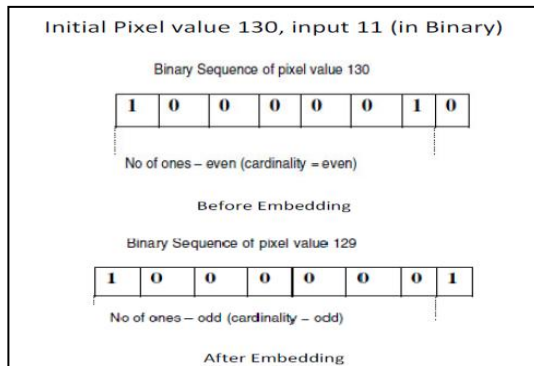 Initial Pixel value 130, input 11 (in Binary)
Binary Sequence of pixel value 130
1 0 0 0 0 0 1 0
No of ones – even (cardinality = even)
Before Embedding
Binary Sequence of pixel value 129
1 0 0 0 0 0 0 1
No of ones – odd (cardinality – odd)
After Embedding